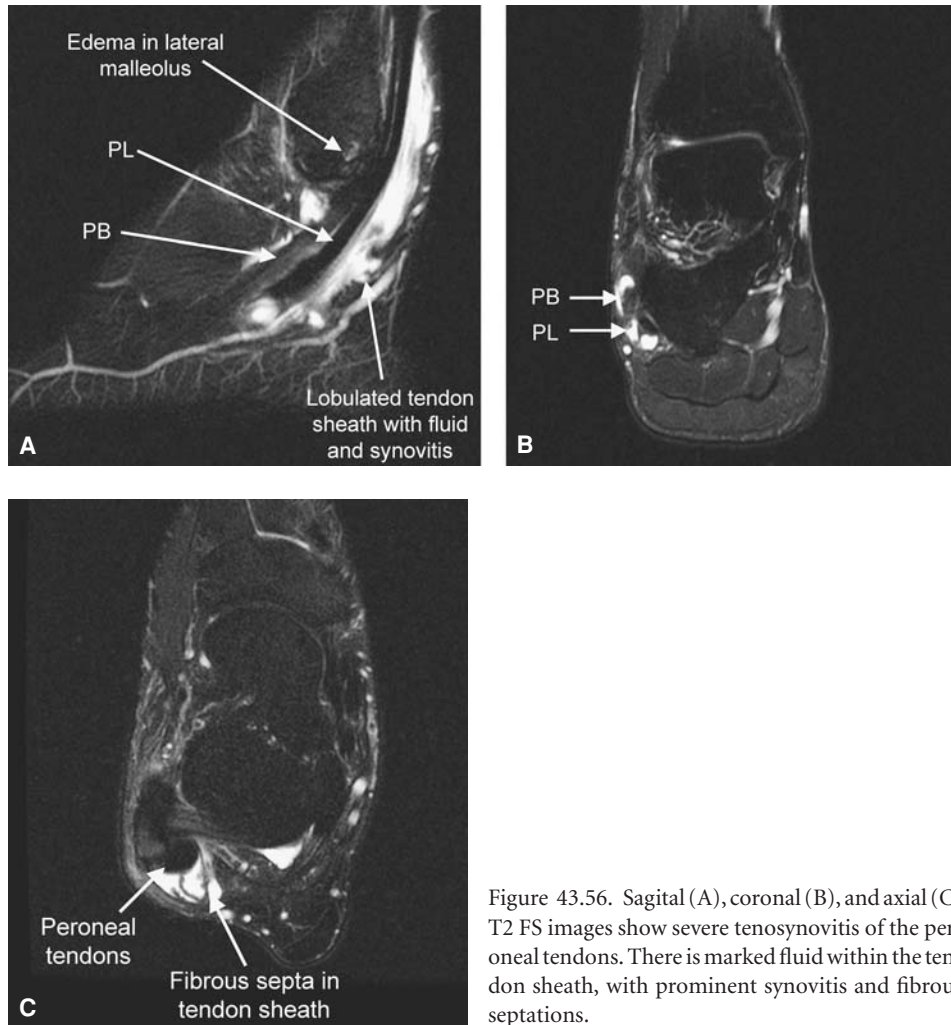 Edema in lateral
malleolus
PL
PB
Lobulated tendon
sheath with fluid
and synovitis
A
PB
PL
B
Peroneal
tendons
Fibrous septa in
tendon sheath
C
Figure 43.56. Sagital (A), coronal (B), and axial (C
T2 FS images show severe tenosynovitis of the per
oneal tendons. There is marked fluid within the ten
don sheath, with prominent synovitis and fibrou
septations.